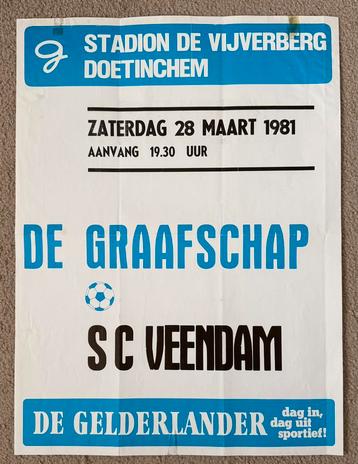 STADION DE VIJVERBERG
DOETINCHEM
ZATERDAG 28 MAART 1981
AANVANG 19.30 UUR
DE GRAAFSCHAP
SC VEENDAM
DE GELDERLANDER dag in,
dag uit
sportief!